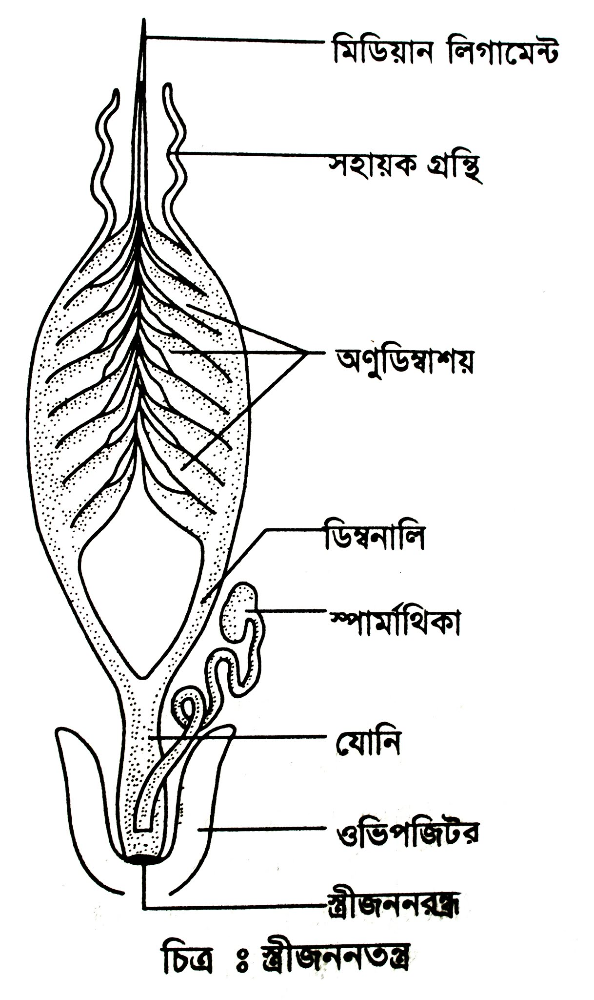 মিডিয়ান লিগামেন্ট
সহায়ক গ্রন্থি
অণুডিম্বাশয়
ডিম্বনালি
স্পার্মাথিকা
যোনি
ওভিপজিটর
স্ত্রীজননরন্ধ্র
চিত্র : স্ত্রীজননতন্ত্র